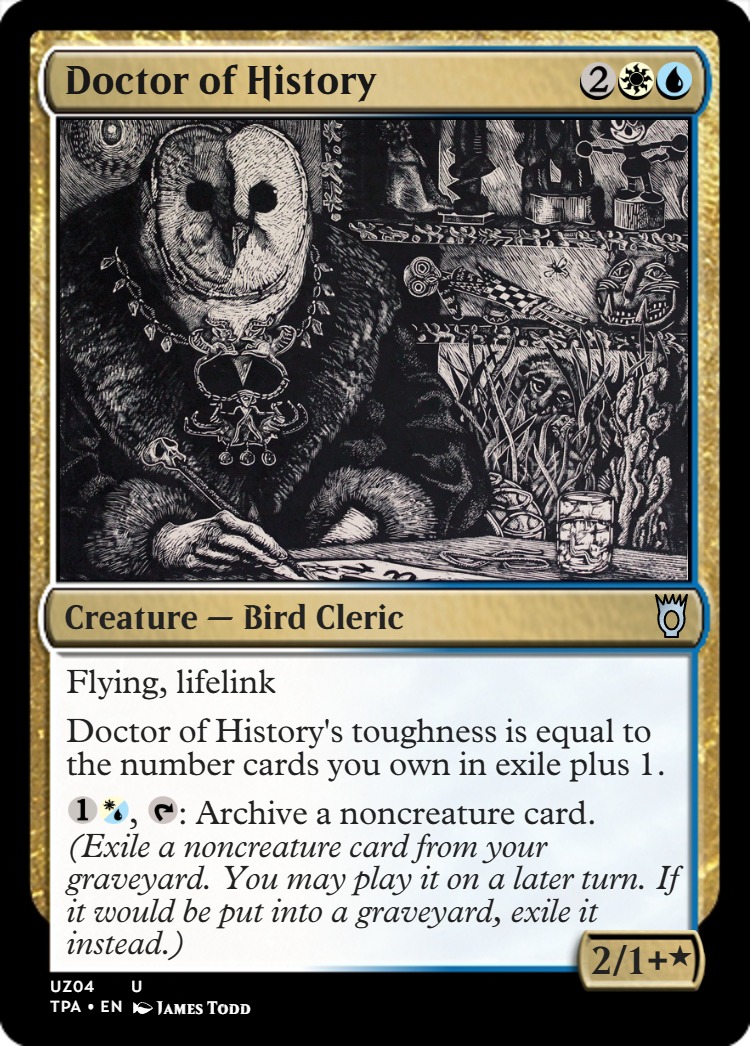 Doctor of History
2
Creature — Bird Cleric
Flying, lifelink
Doctor of History's toughness is equal to
the number cards you own in exile plus 1.
1 , : Archive a noncreature card.
(Exile a noncreature card from your
graveyard. You may play it on a later turn. If
it would be put into a graveyard, exile it
instead.)
2/1+★
UZ04 U
TPA • EN James Todd